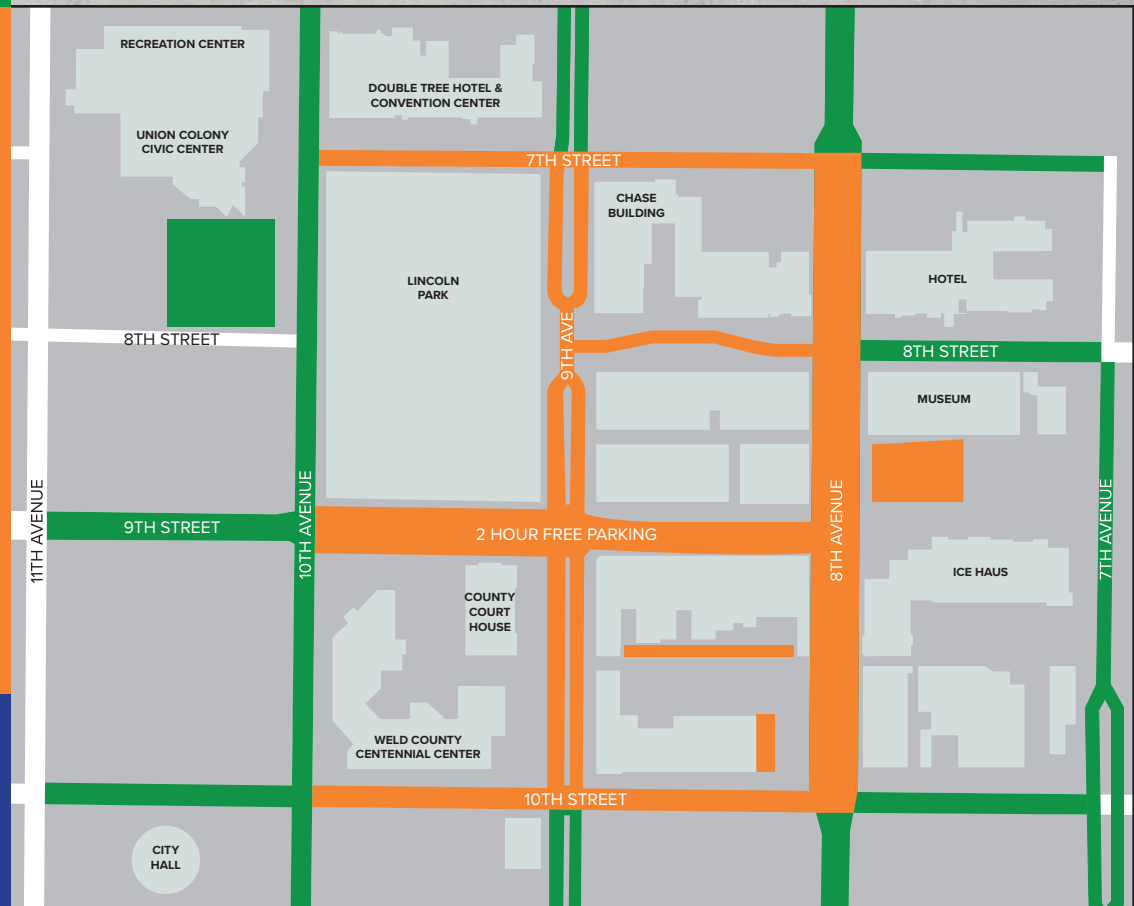 RECREATION CENTER
DOUBLE TREE HOTEL &
CONVENTION CENTER
UNION COLONY
CIVIC CENTER
7TH STREET
CHASE
BUILDING
LINCOLN
PARK
HOTEL
8TH STREET
9TH AVE
8TH STREET
MUSEUM
11TH AVENUE
9TH STREET
10TH AVENUE
2 HOUR FREE PARKING
8TH AVENUE
7TH AVENUE
ICE HAUS
COUNTY
COURT
HOUSE
WELD COUNTY
CENTENNIAL CENTER
10TH STREET
CITY
HALL